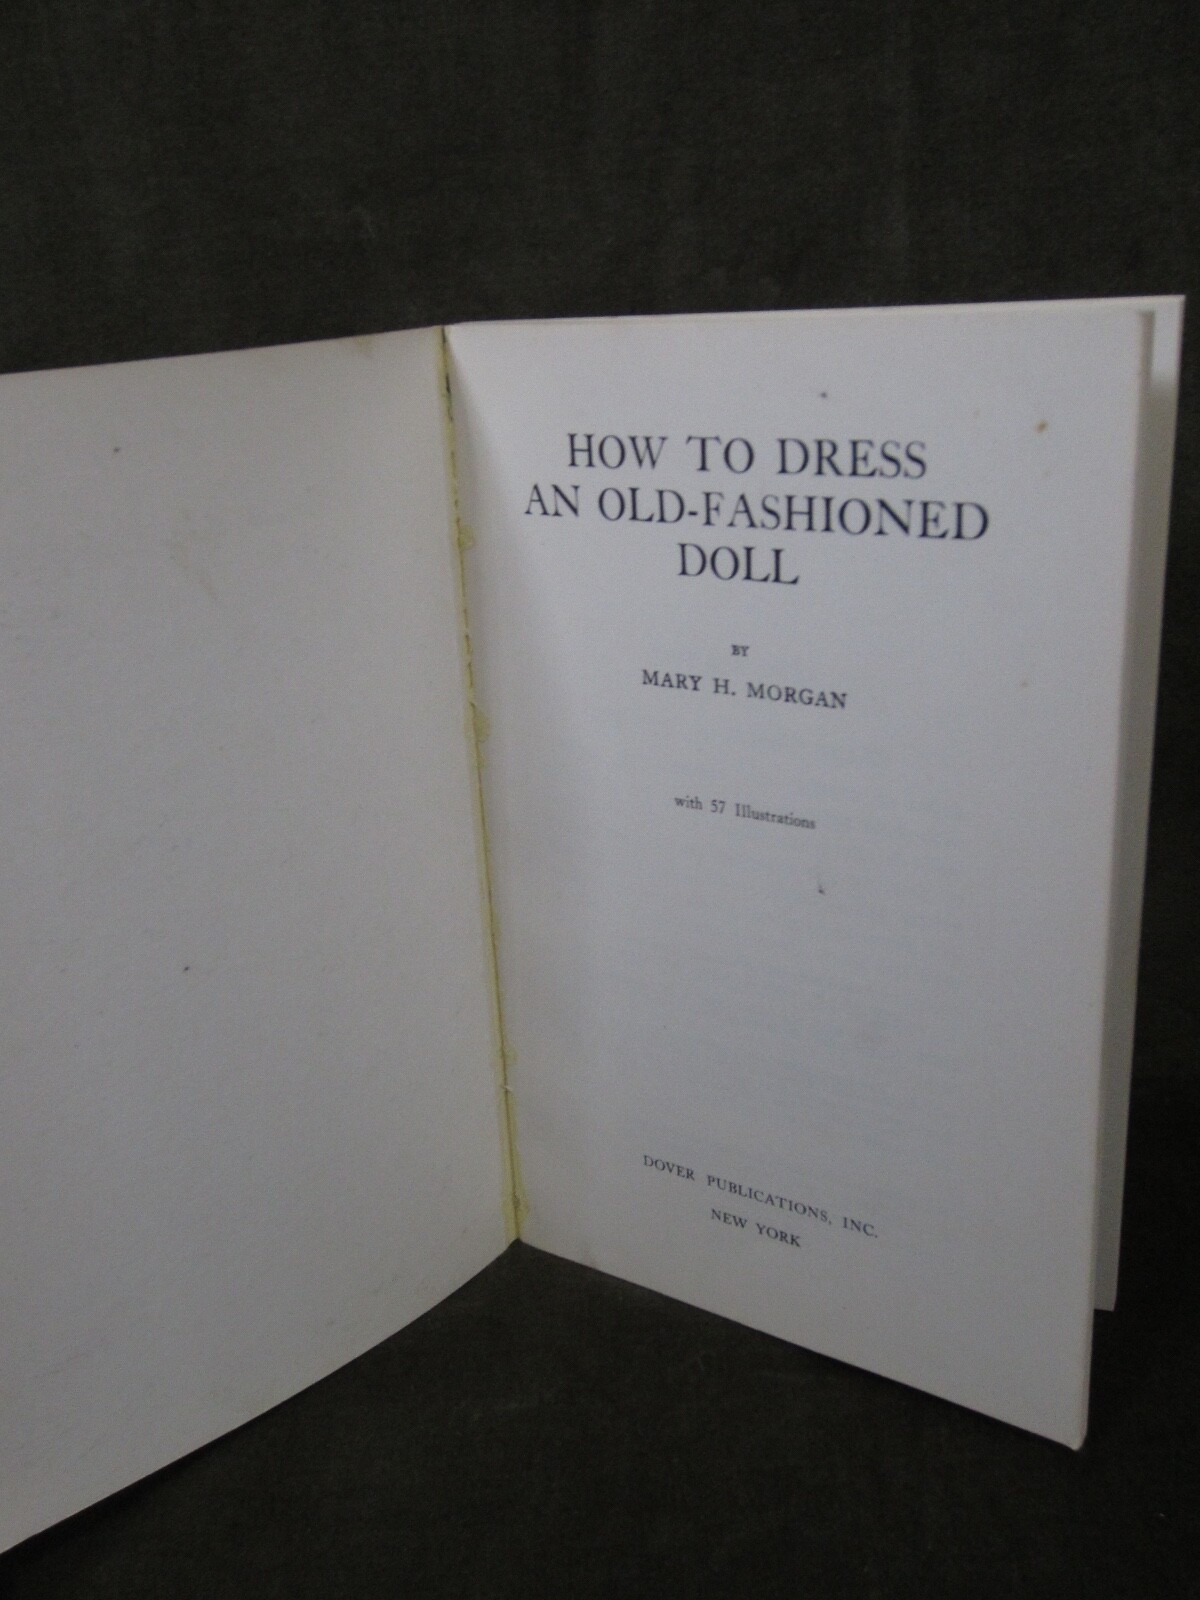 HOW TO DRESS
AN OLD-FASHIONED
DOLL
BY
MARY H. MORGAN
with 57 Illustrations
DOVER PUBLICATIONS, INC.
NEW YORK